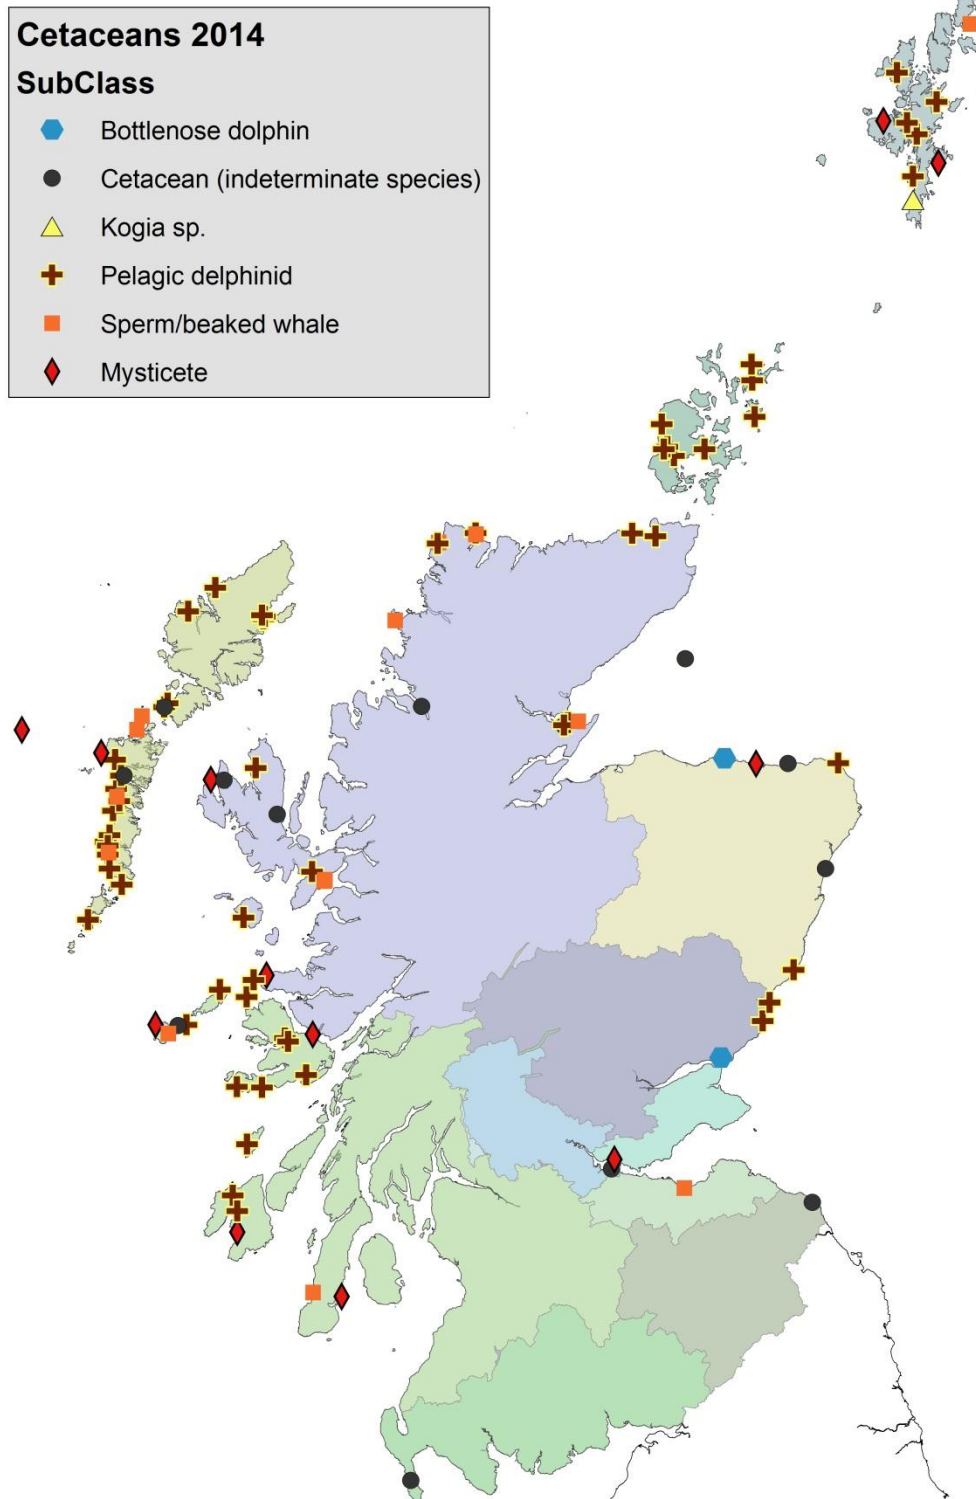 Cetaceans 2014
SubClass
Bottlenose dolphin
Cetacean (indeterminate species)
Kogia sp.
Pelagic delphinid
Sperm/beaked whale
Mysticete